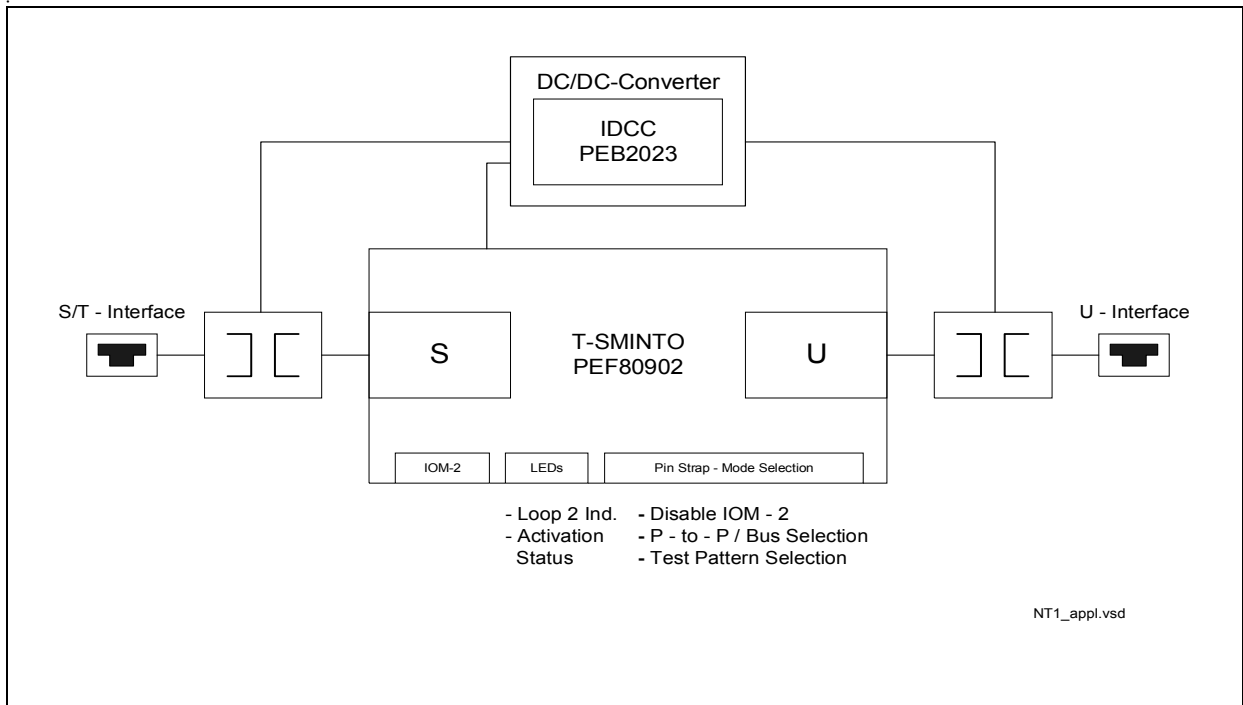 DC/DC-Converter
IDCC
PEB2023
S/T - Interface
U - Interface
S
T-SMINTO
PEF80902
U
IOM-2
LEDs
Pin Strap - Mode Selection
- Loop 2 Ind.
- Activation
Status
- Disable IOM - 2
- P - to - P / Bus Selection
- Test Pattern Selection
NT1_appl.vsd